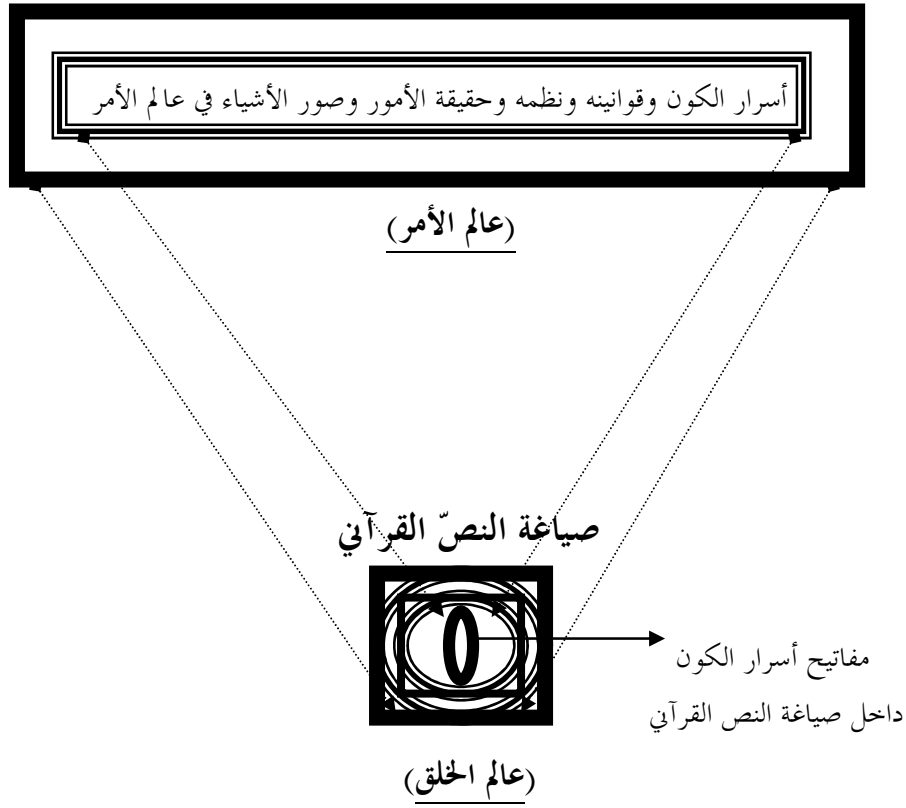 أسرار الكون وقوانينه ونظمه وحقيقة الأمور وصور الأشياء في عالم الأمر
(عالم الأمر)
صياغة النصّ القرآني
مفاتيح أسرار الكون
داخل صياغة النص القرآني
(عالم الخلق)